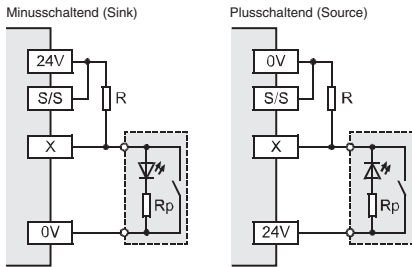 Minusschaltend (Sink)
24V
S/S
R
X
Rp
0V
Plusschaltend (Source)
0V
S/S
R
X
Rp
24V